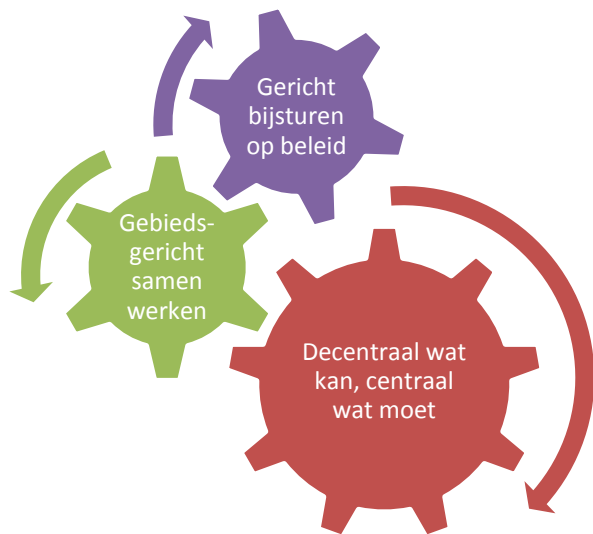 Gericht
bijsturen
op beleid
Gebieds-
gericht
samen
werken
Decentraal wat
kan, centraal
wat moet